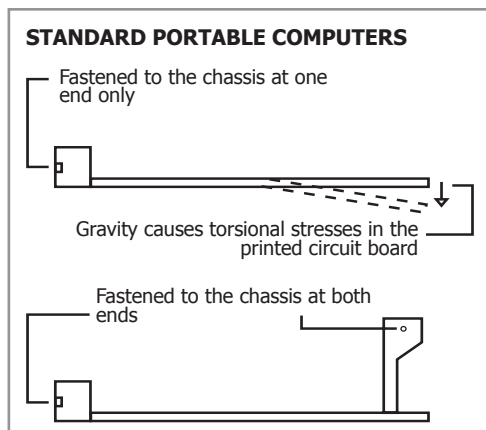 STANDARD PORTABLE COMPUTERS
Fastened to the chassis at one
end only
Gravity causes torsional stresses in the
printed circuit board
Fastened to the chassis at both
ends